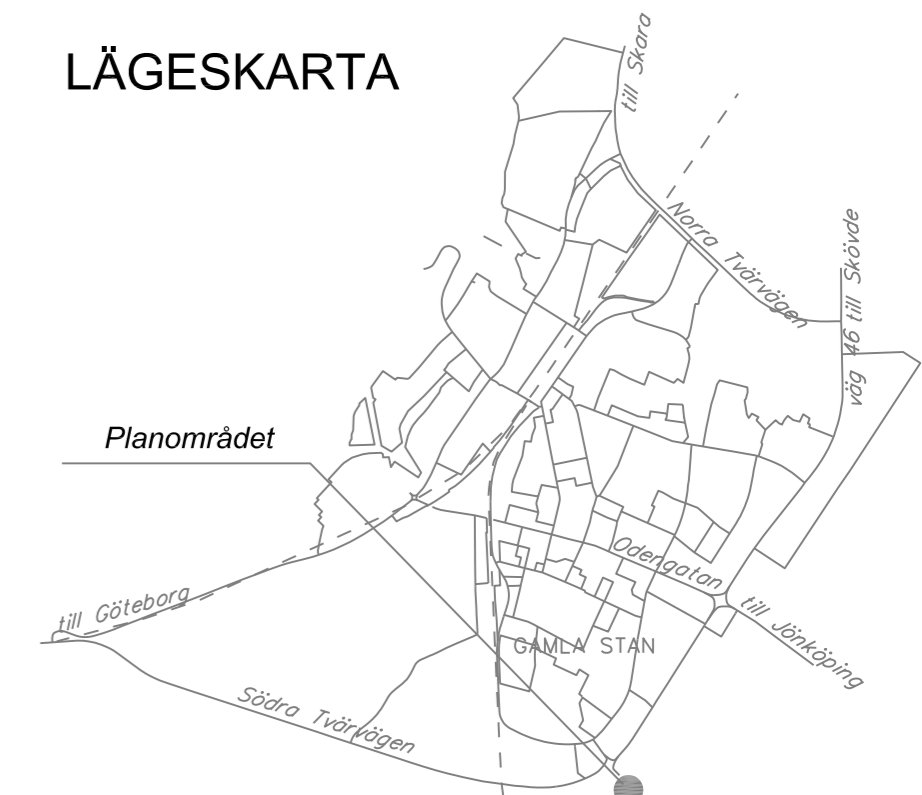 LÄGESKARTA
till Skara
Norra Tvärvägen
väg 46 till Skövde
Planområdet
Odengatan
till Göteborg
till Jönköping
GAMLA STAN
Södra Tvärvägen